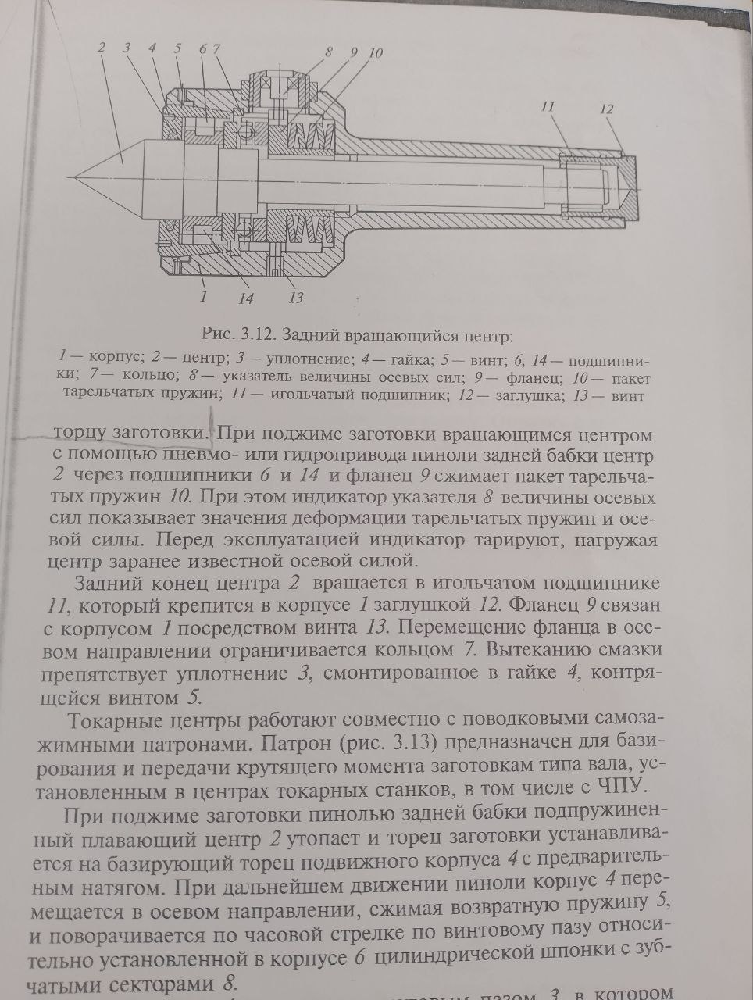 2 3 4 5 6 7 8 9 10
11 12
1 14 13
Рис. 3.12. Задний вращающийся центр:
1 — корпус; 2 — центр; 3 — уплотнение; 4 — гайка; 5 — винт; 6, 14 — подшипни-
ки; 7 — кольцо; 8 — указатель величины осевых сил; 9 — фланец; 10 — пакет
тарельчатых пружин; 11 — игольчатый подшипник; 12 — заглушка; 13 — винт
торцу заготовки. При поджиме заготовки вращающимся центром
с помощью пневмо- или гидропривода пиноли задней бабки центр
2 через подшипники 6 и 14 и фланец 9 сжимает пакет тарельча-
тых пружин 10. При этом индикатор указателя 8 величины осевых
сил показывает значения деформации тарельчатых пружин и осе-
вой силы. Перед эксплуатацией индикатор тарируют, нагружая
центр заранее известной осевой силой.
Задний конец центра 2 вращается в игольчатом подшипнике
11, который крепится в корпусе 1 заглушкой 12. Фланец 9 связан
с корпусом 1 посредством винта 13. Перемещение фланца в осе-
вом направлении ограничивается кольцом 7. Вытеканию смазки
препятствует уплотнение 3, смонтированное в гайке 4, контря-
щейся винтом 5.
Токарные центры работают совместно с поводковыми самоза-
жимными патронами. Патрон (рис. 3.13) предназначен для бази-
рования и передачи крутящего момента заготовкам типа вала, ус-
тановленным в центрах токарных станков, в том числе с ЧПУ.
При поджиме заготовки пинолью задней бабки подпружинен-
ный плавающий центр 2 утопает и торец заготовки устанавлива-
ется на базирующий торец подвижного корпуса 4 с предваритель-
ным натягом. При дальнейшем движении пиноли корпус 4 пере-
мещается в осевом направлении, сжимая возвратную пружину 5,
и поворачивается по часовой стрелке по винтовому пазу относи-
тельно установленной в корпусе 6 цилиндрической шпонки с зуб-
чатыми секторами 8.
пазом 3, в котором